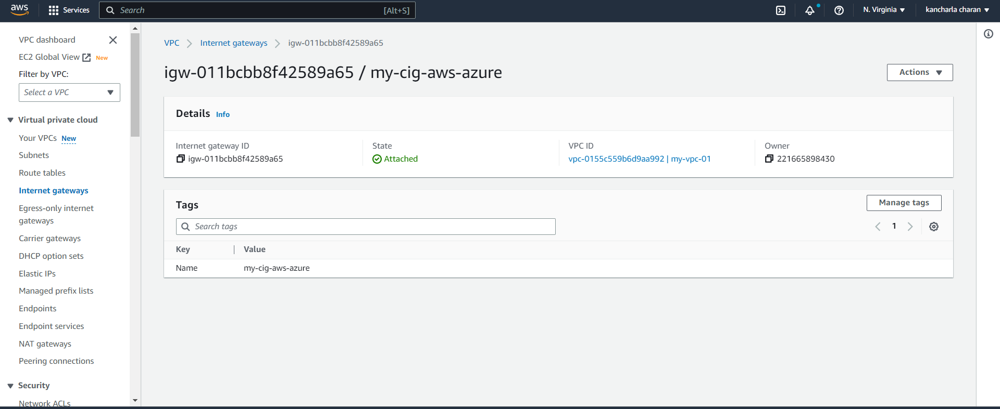 aws
Services
Search [Alt+S]
N. Virginia
kancharla charan
VPC dashboard
EC2 Global View New
Filter by VPC:
Select a VPC
Virtual private cloud
Your VPCs New
Subnets
Route tables
Internet gateways
Egress-only internet
gateways
Carrier gateways
DHCP option sets
Elastic IPs
Managed prefix lists
Endpoints
Endpoint services
NAT gateways
Peering connections
Security
Network ACLs
VPC Internet gateways igw-011bcbb8f42589a65
igw-011bcbb8f42589a65 / my-cig-aws-azure
Actions
Details Info
Internet gateway ID
igw-011bcbb8f42589a65
State
Attached
VPC ID
vpc-0155c559b6d9aa992 | my-vpc-01
Owner
221665898430
Tags
Manage tags
Search tags
1
Key Value
Name my-cig-aws-azure